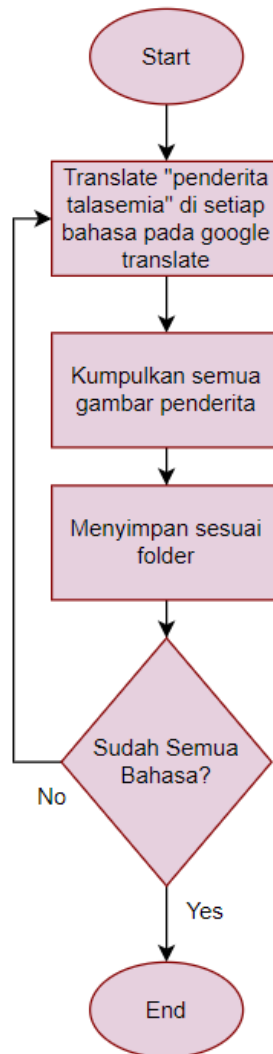 Start
Translate "penderita
talasemia" di setiap
bahasa pada google
translate
Kumpulkan semua
gambar penderita
Menyimpan sesuai
folder
Sudah Semua
Bahasa?
No
Yes
End